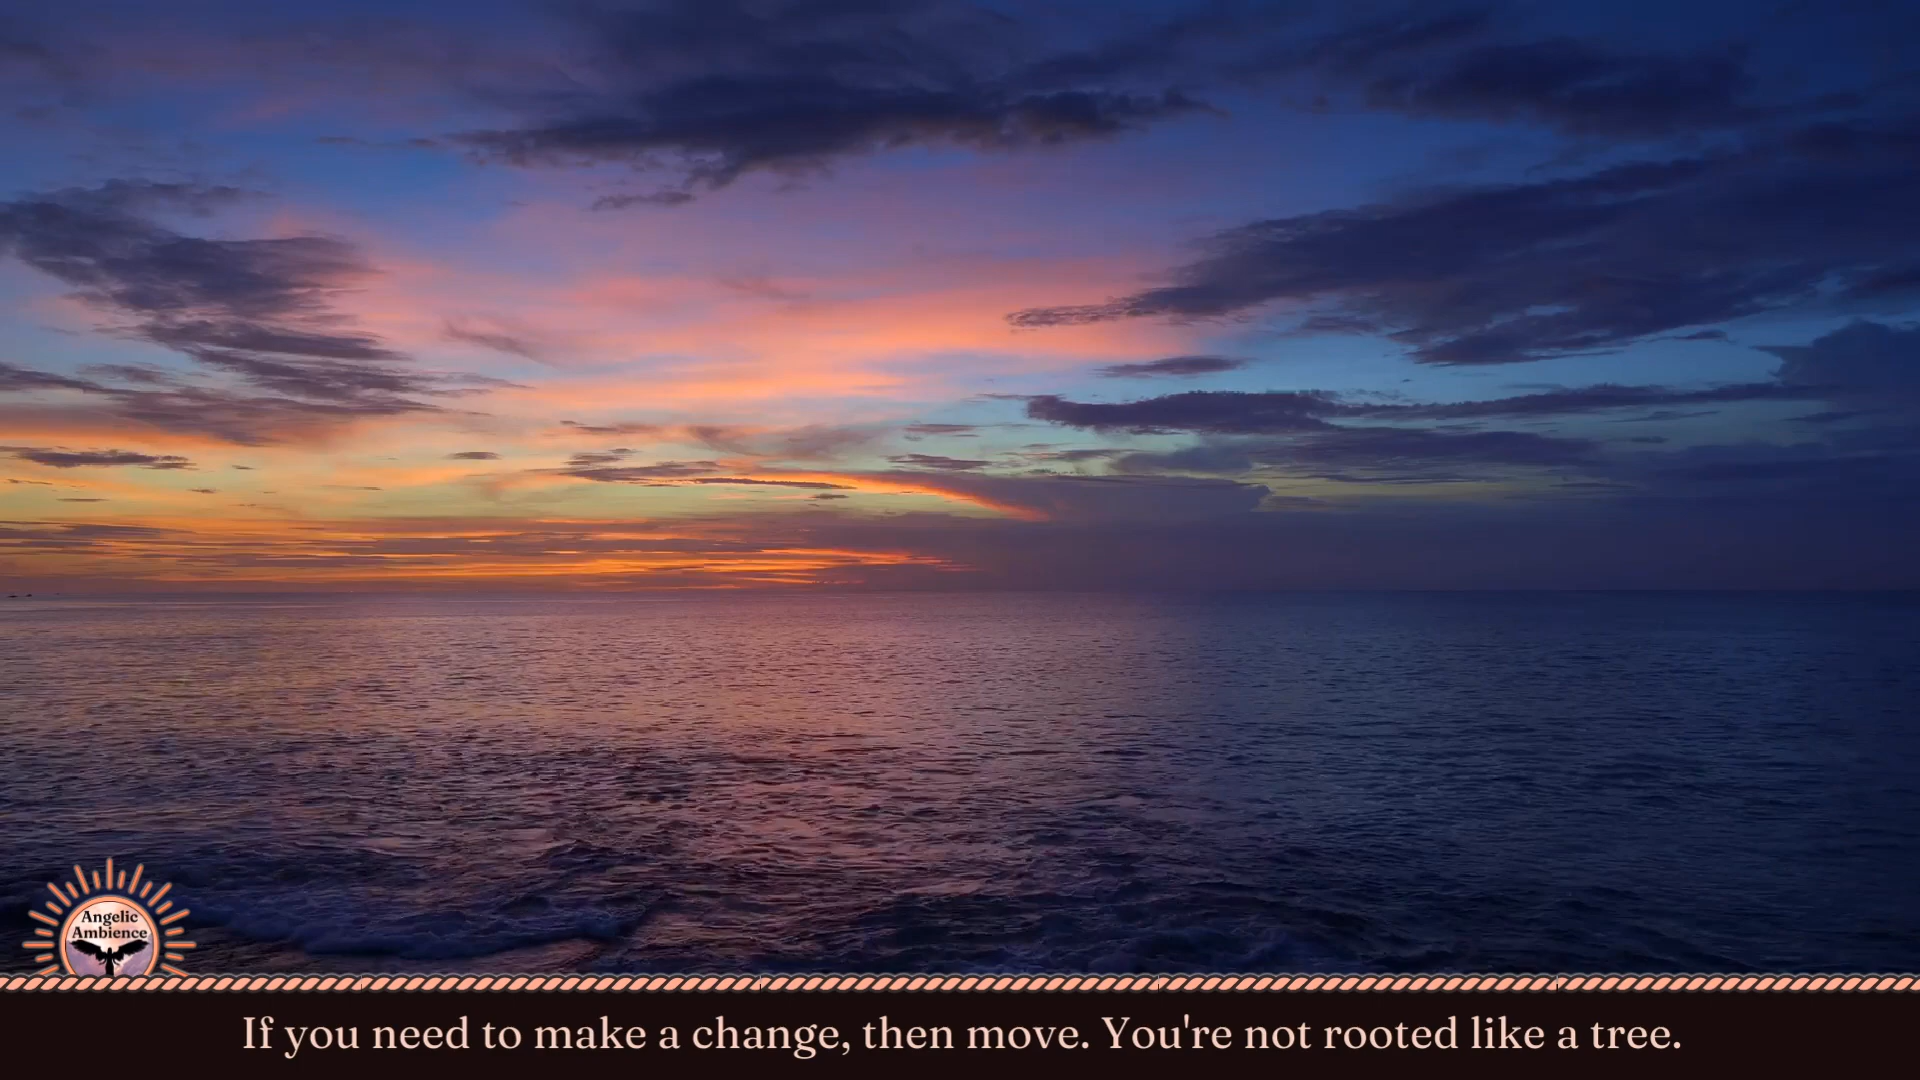 Angelic
Ambience
If you need to make a change, then move. You're not rooted like a tree.